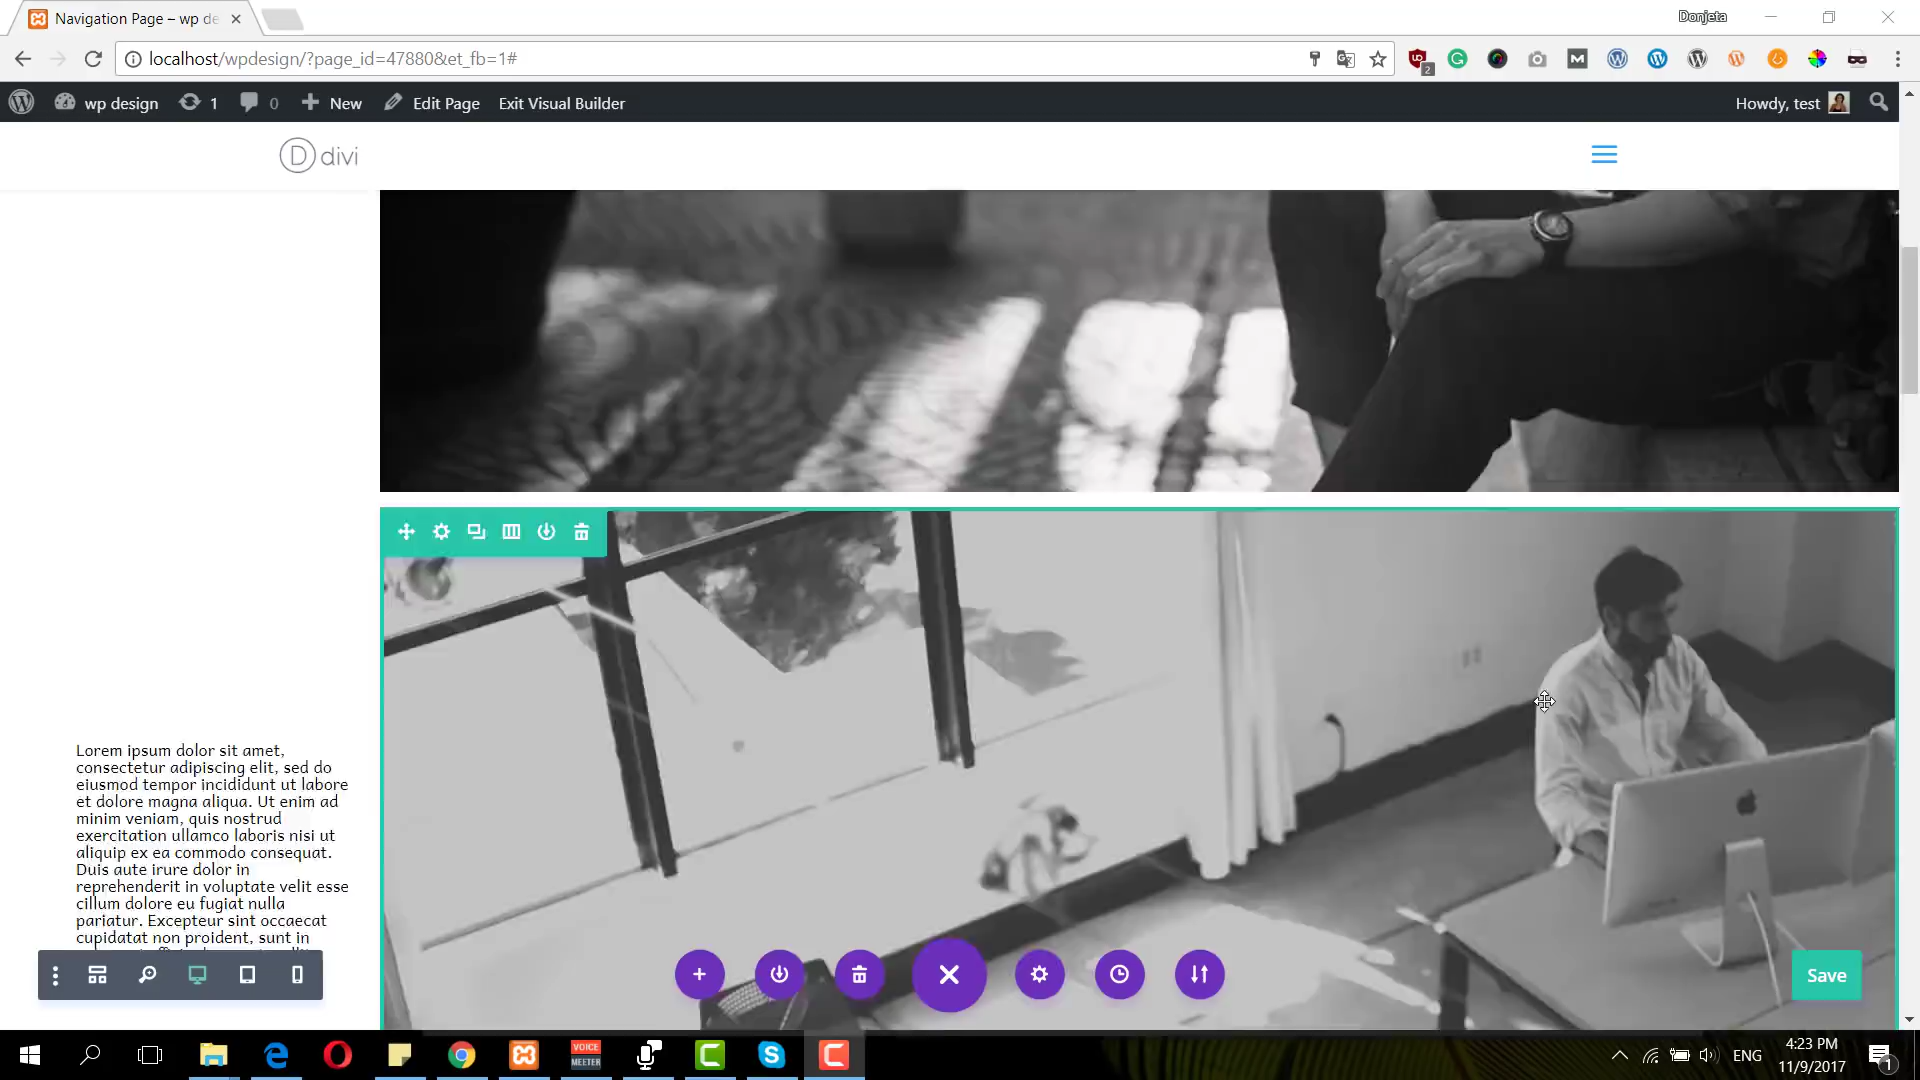 Navigation Page – wp de
Donjeta
localhost/wpdesign/?page_id=47880&et_fb=1#
2
wp design
1
0
New
Edit Page
Exit Visual Builder
Howdy, test
D divi
Lorem ipsum dolor sit amet,
consectetur adipiscing elit, sed do
eiusmod tempor incididunt ut labore
et dolore magna aliqua. Ut enim ad
minim veniam, quis nostrud
exercitation ullamco laboris nisi ut
aliquip ex ea commodo consequat.
Duis aute irure dolor in
reprehenderit in voluptate velit esse
cillum dolore eu fugiat nulla
pariatur. Excepteur sint occaecat
cupidatat non proident, sunt in
Save
VOICE
MEETER
ENG
4:23 PM
11/9/2017
1